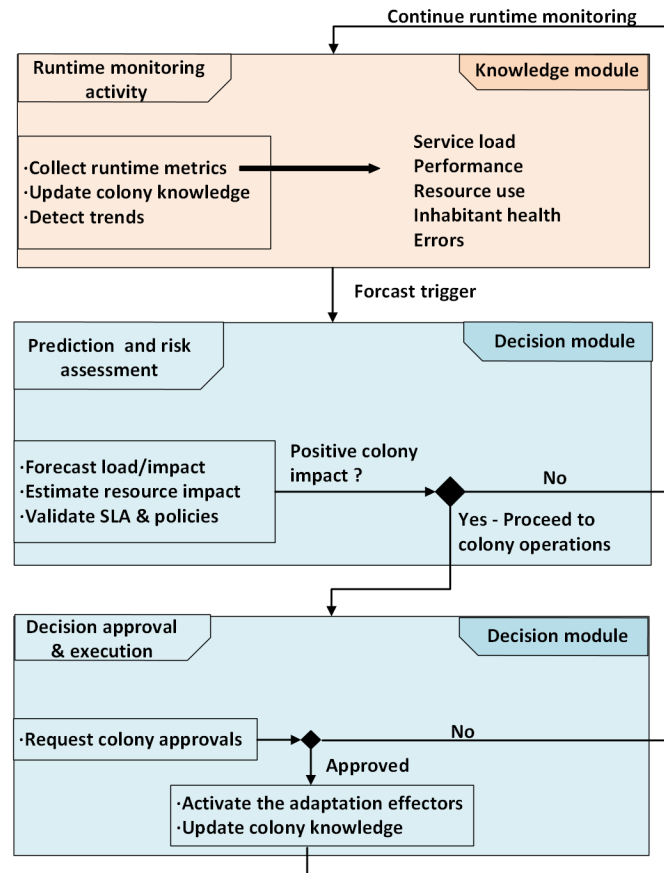 Continue runtime monitoring
Runtime monitoring
activity
Knowledge module
·Collect runtime metrics
·Update colony knowledge
·Detect trends
Service load
Performance
Resource use
Inhabitant health
Errors
Forcast trigger
Prediction and risk
assessment
Decision module
·Forecast load/impact
·Estimate resource impact
·Validate SLA & policies
Positive colony
impact ?
No
Yes - Proceed to
colony operations
Decision approval
& execution
Decision module
·Request colony approvals
No
Approved
·Activate the adaptation effectors
·Update colony knowledge